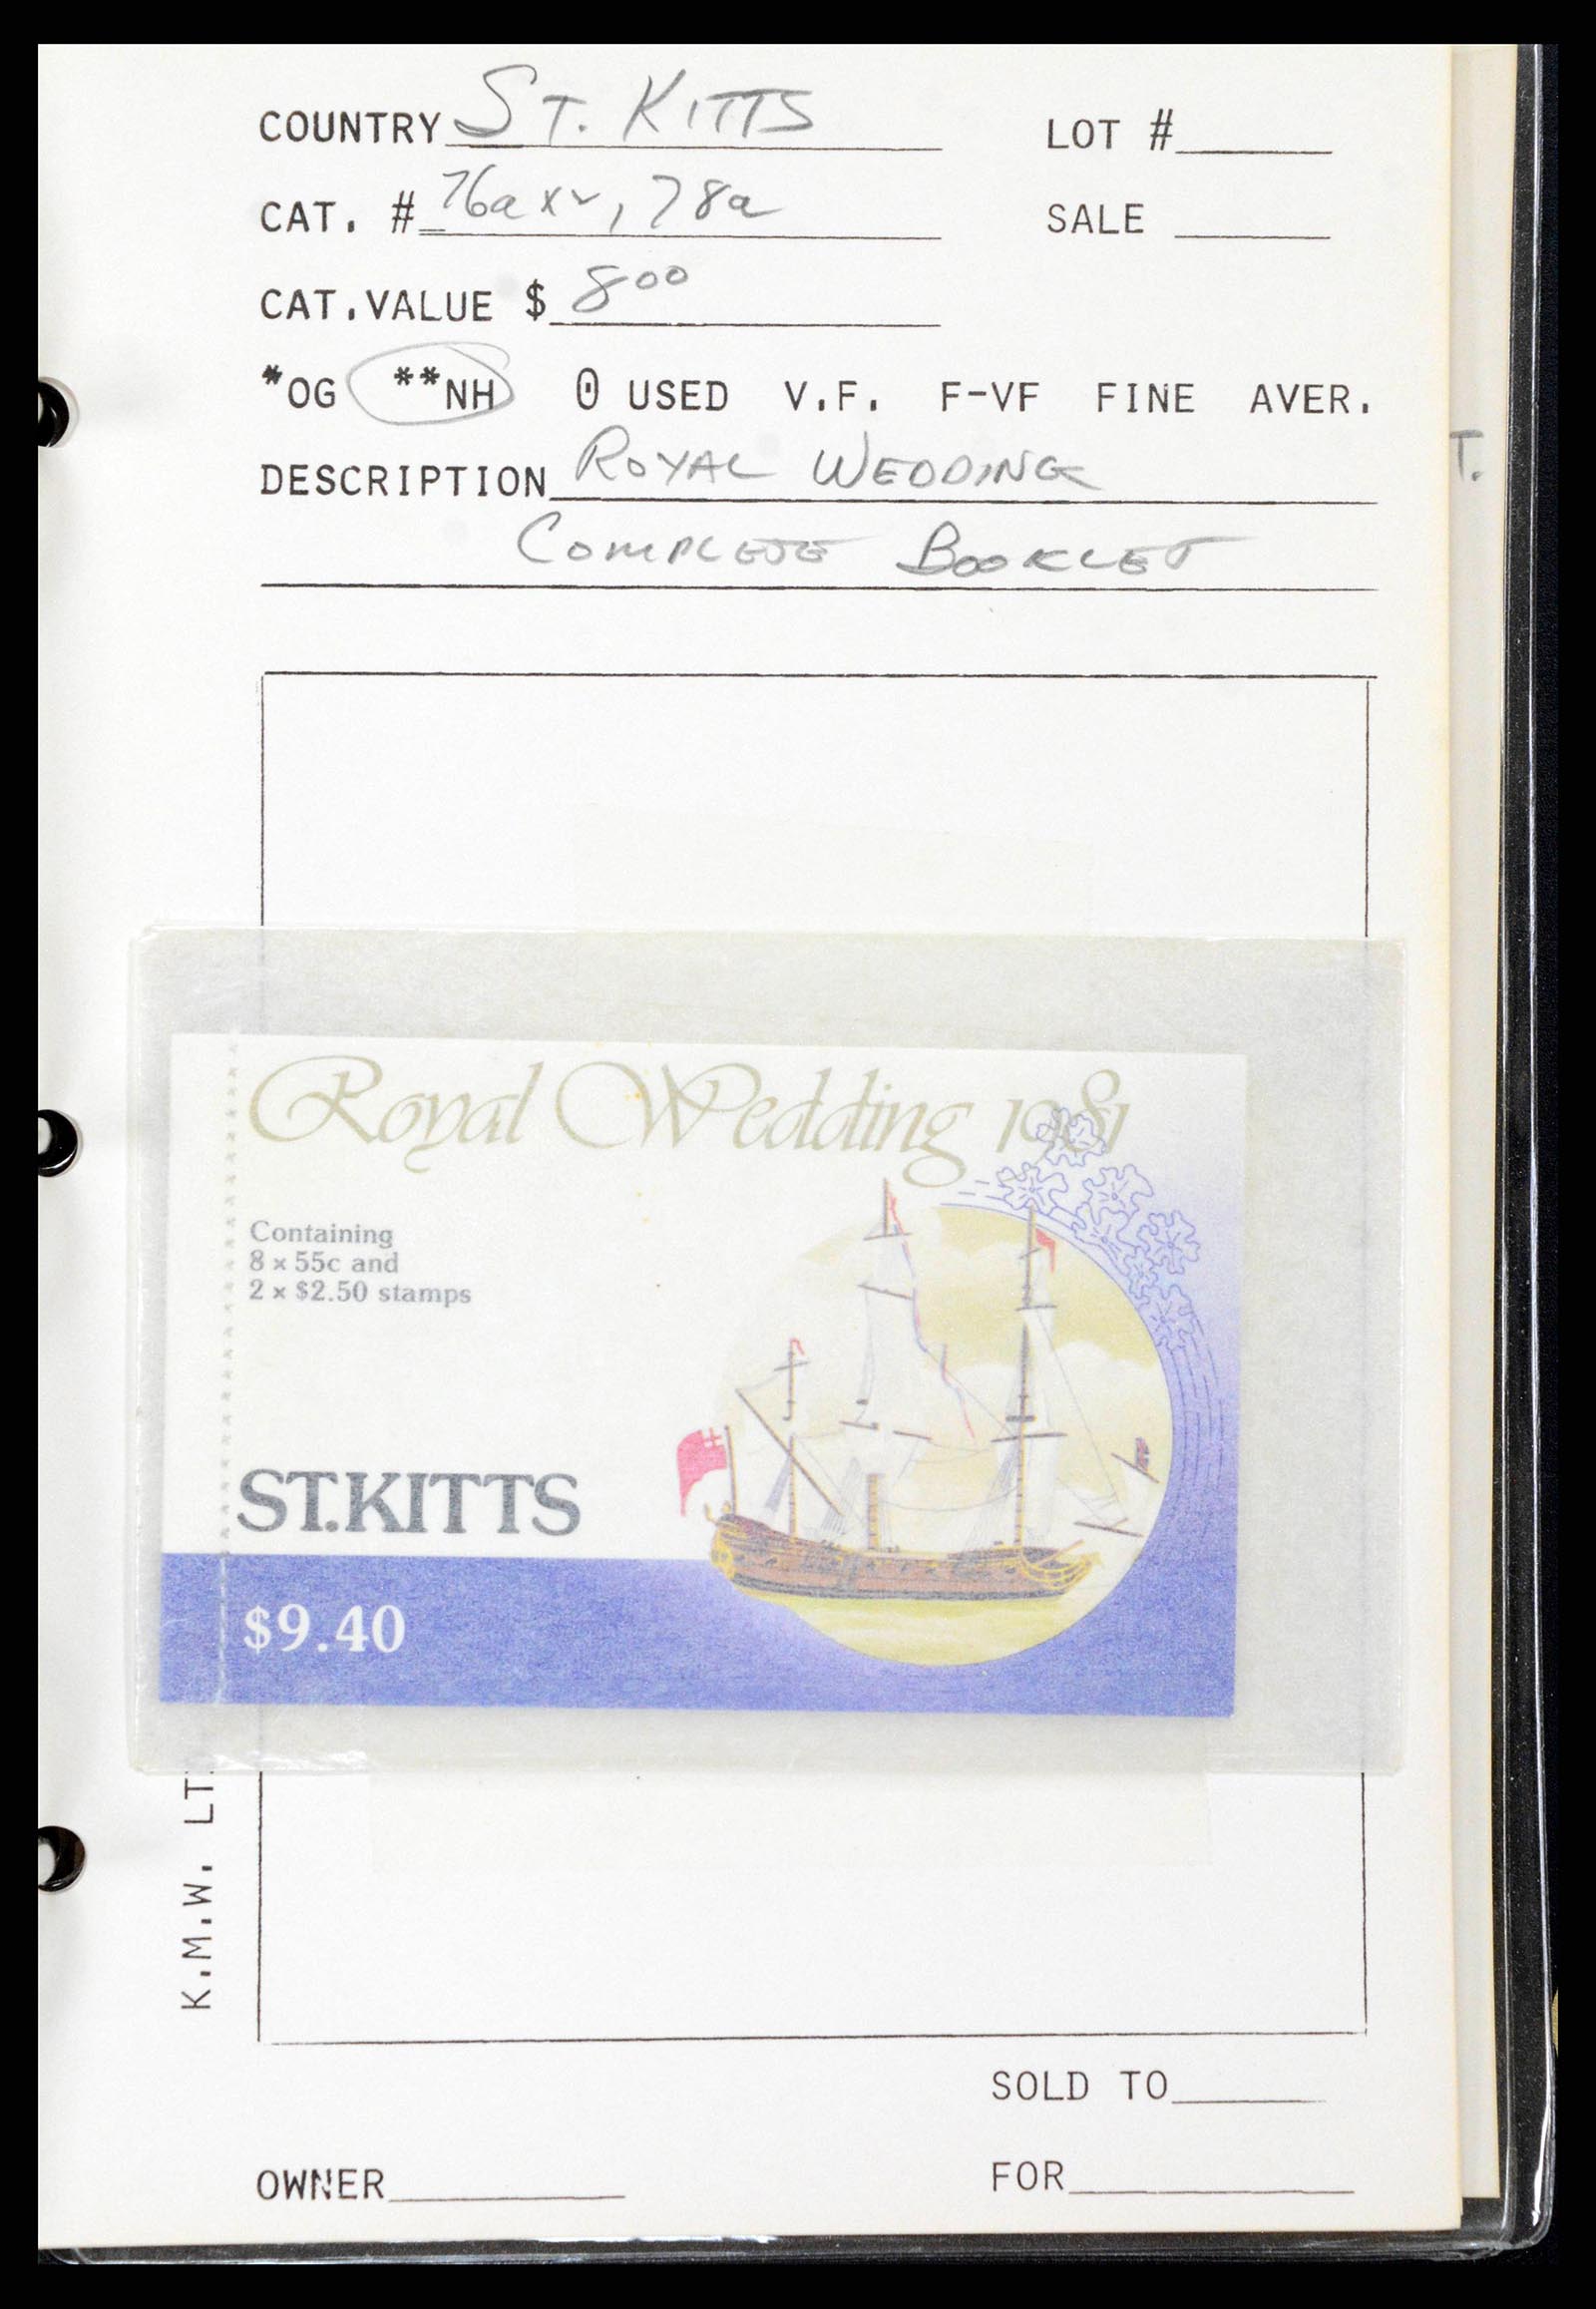 COUNTRY ST. KITTS LOT #
CAT. # 76a x2, 78a SALE
CAT. VALUE $ 8 00
*OG **NH 0 USED V.F. F-VF FINE AVER.
T.
DESCRIPTION ROYAL WEDDING
COMPLETE BOOKLET
Royal Wedding 1981
Containing
8 x 55c and
2 x $2.50 stamps
ST.KITTS
$9.40
K.M.W. LT
SOLD TO
OWNER FOR